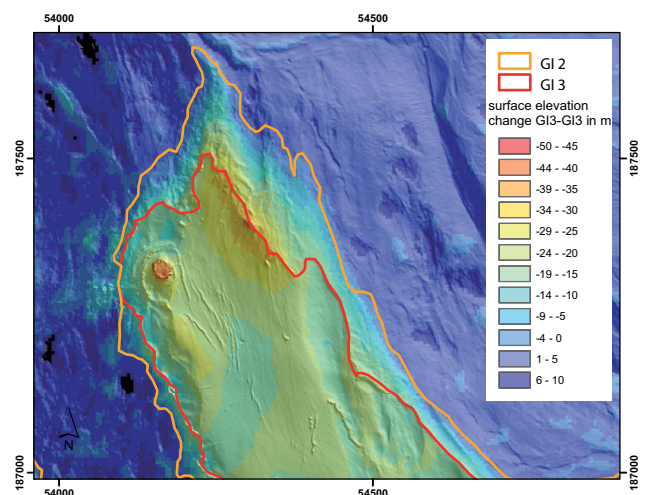 54000
54500
187500
187500
GI 2
GI 3
surface elevation
change GI3-GI3 in m
-50 - -45
-44 - -40
-39 - -35
-34 - -30
-29 - -25
-24 - -20
-19 - -15
-14 - -10
-9 - -5
-4 - 0
1 - 5
6 - 10
N
187000
187000
54000
54500